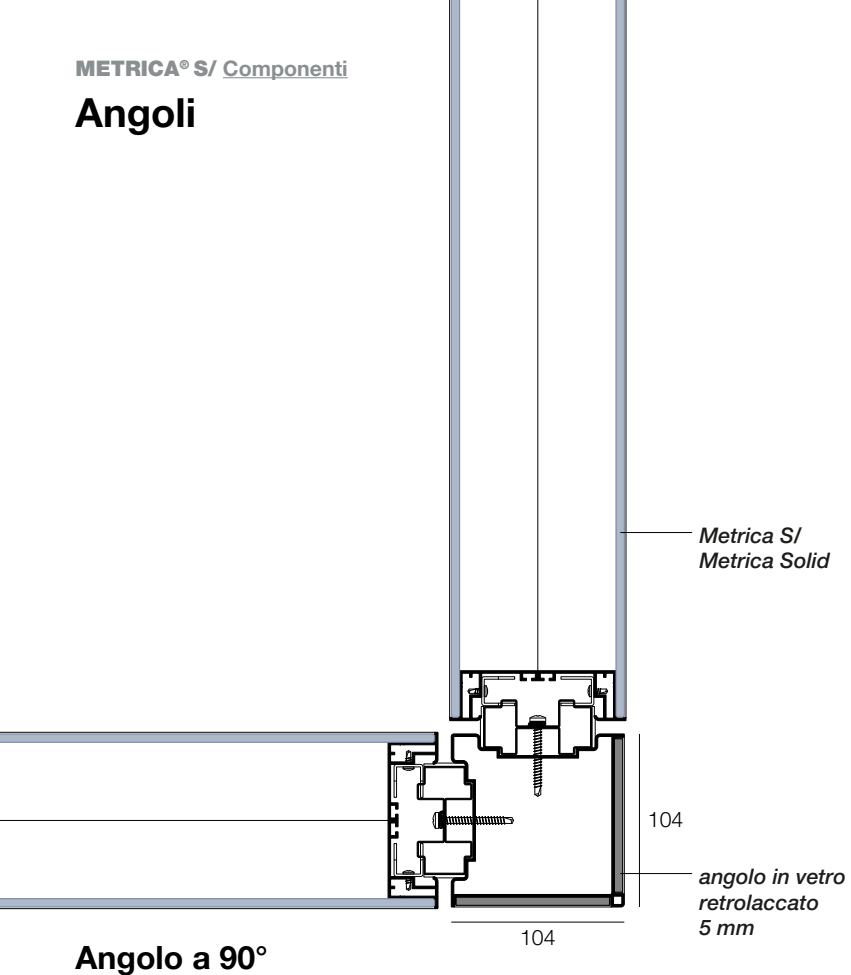 METRICA® S/ Componenti
Angoli
Metrica S/
Metrica Solid
104
angolo in vetro
retrolaccato
5 mm
104
Angolo a 90°